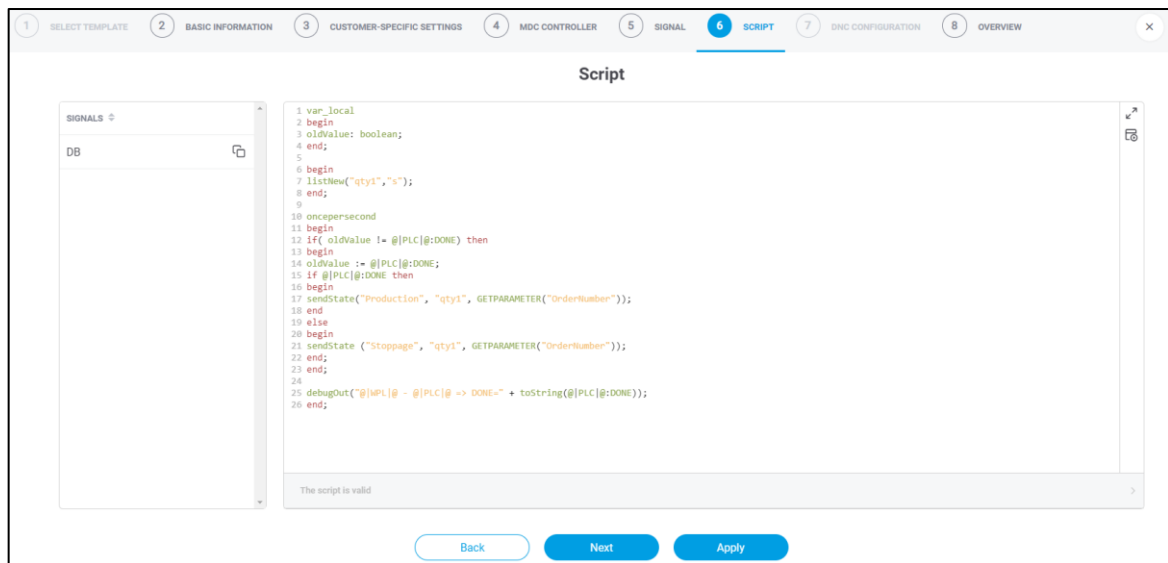 1 SELECT TEMPLATE 2 BASIC INFORMATION 3 CUSTOMER-SPECIFIC SETTINGS 4 MDC CONTROLLER 5 SIGNAL 6 SCRIPT 7 DNC CONFIGURATION 8 OVERVIEW
Script
SIGNALS
DB
1 var_local
2 begin
3 oldValue: boolean;
4 end;
5
6 begin
7 listNew("qty1","s");
8 end;
9
10 oncepersecond
11 begin
12 if( oldValue != @|PLC|@:DONE) then
13 begin
14 oldValue := @|PLC|@:DONE;
15 if @|PLC|@:DONE then
16 begin
17 sendState("Production", "qty1", GETPARAMETER("OrderNumber"));
18 end
19 else
20 begin
21 sendState ("Stoppage", "qty1", GETPARAMETER("OrderNumber"));
22 end;
23 end;
24
25 debugOut("@|WPL|@ - @|PLC|@ => DONE=" + toString(@|PLC|@:DONE));
26 end;
The script is valid
Back Next Apply